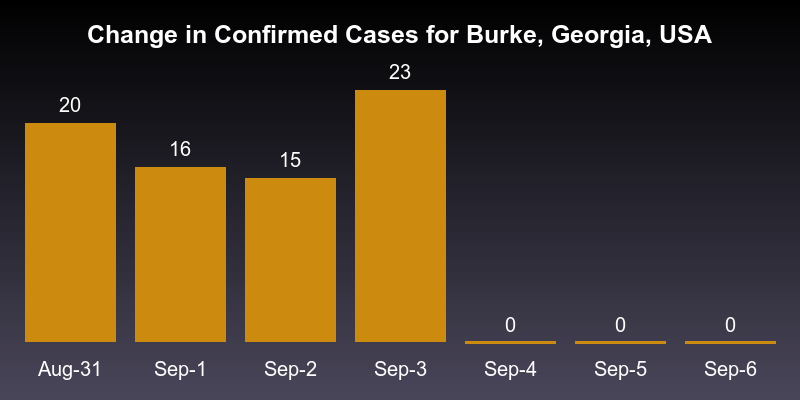 Change in Confirmed Cases for Burke, Georgia, USA
23
20
16
15
0 0 0
Aug-31 Sep-1 Sep-2 Sep-3 Sep-4 Sep-5 Sep-6